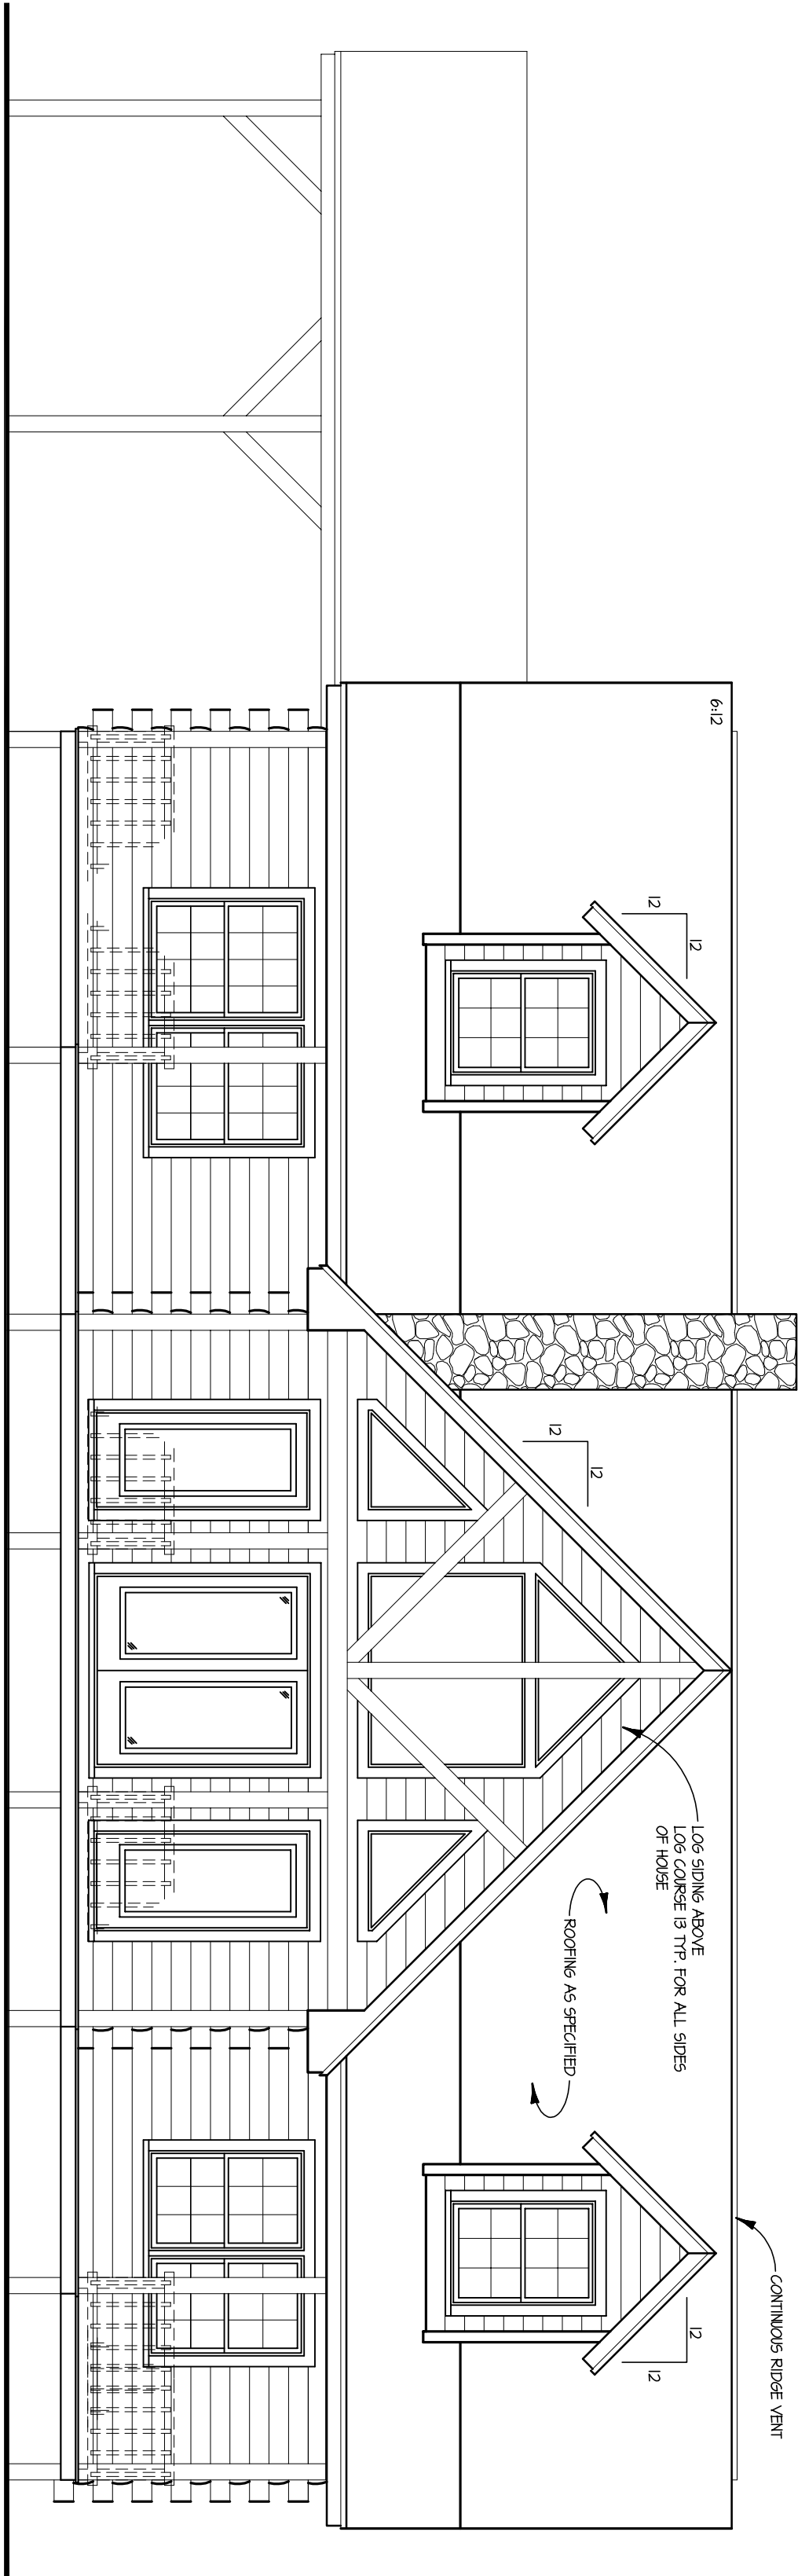 6:12
12
12
12
12
LOG SIDING ABOVE
LOG COURSE 13 TYP. FOR ALL SIDES
OF HOUSE
ROOFING AS SPECIFIED
12
12
CONTINUOUS RIDGE VENT